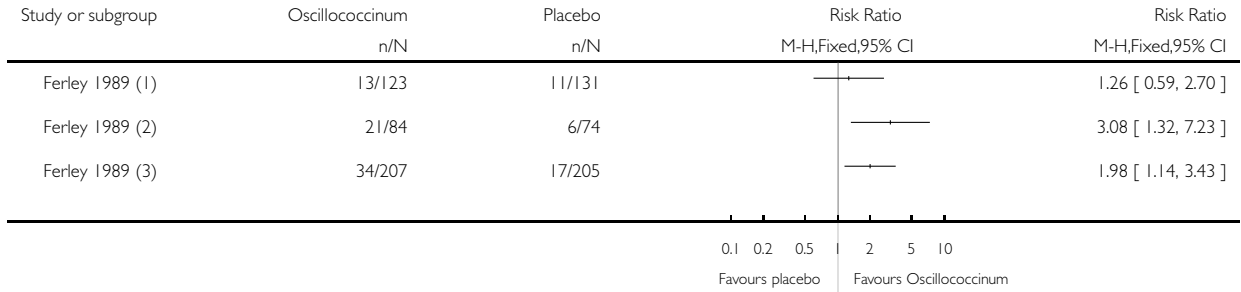 Study or subgroup Oscillococcinum Placebo Risk Ratio Risk Ratio
n/N n/N M-H,Fixed,95% CI M-H,Fixed,95% CI
Ferley 1989 (1) 13/123 11/131 1.26 [ 0.59, 2.70 ]
Ferley 1989 (2) 21/84 6/74 3.08 [ 1.32, 7.23 ]
Ferley 1989 (3) 34/207 17/205 1.98 [ 1.14, 3.43 ]
0.1 0.2 0.5 1 2 5 10
Favours placebo Favours Oscillococcinum